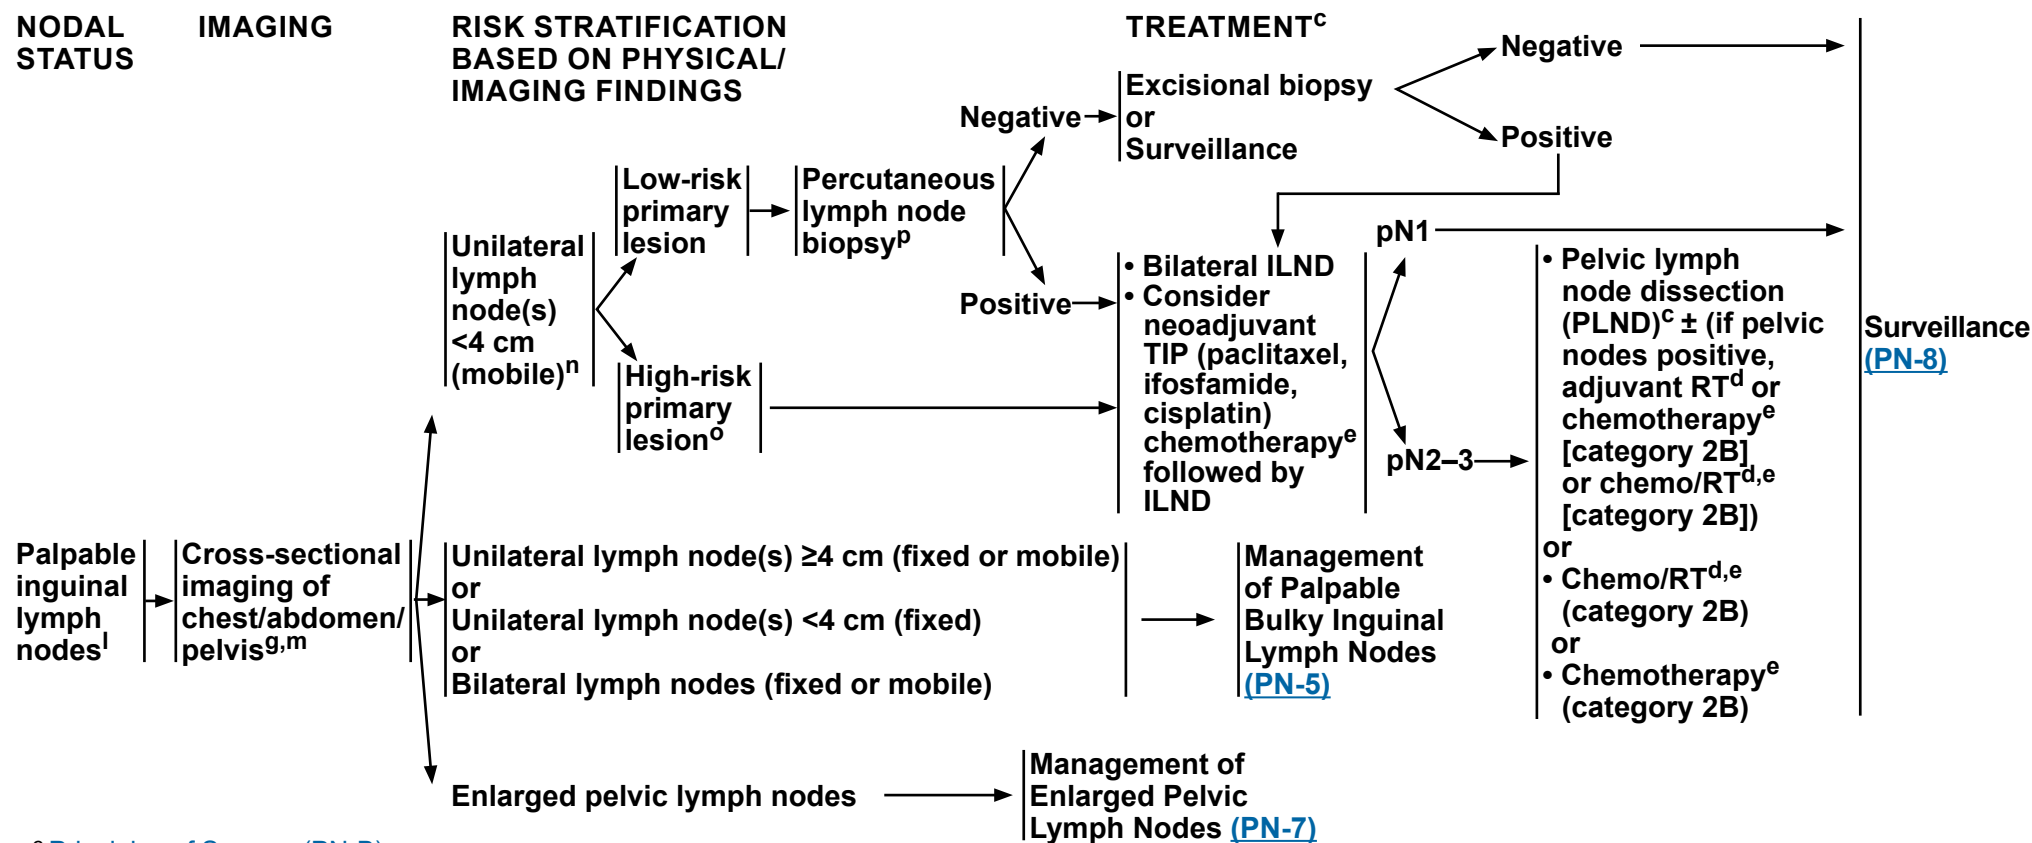 NODAL
STATUS
IMAGING
RISK STRATIFICATION
BASED ON PHYSICAL/
IMAGING FINDINGS
TREATMENTc
Palpable
inguinal
lymph
nodesl
Cross-sectional
imaging of
chest/abdomen/
pelvisg,m
Unilateral
lymph
node(s)
<4 cm
(mobile)n
Low-risk
primary
lesion
Percutaneous
lymph node
biopsyp
Negative
Excisional biopsy
or
Surveillance
Negative
Positive
Positive
High-risk
primary
lesiono
• Bilateral ILND
• Consider
neoadjuvant
TIP (paclitaxel,
ifosfamide,
cisplatin)
chemotherapye
followed by
ILND
pN1
pN2–3
• Pelvic lymph
node dissection
(PLND)c ± (if pelvic
nodes positive,
adjuvant RTd or
chemotherapye
[category 2B]
or chemo/RTd,e
[category 2B])
or
• Chemo/RTd,e
(category 2B)
or
• Chemotherapye
(category 2B)
Surveillance
(PN-8)
Unilateral lymph node(s) ≥4 cm (fixed or mobile)
or
Unilateral lymph node(s) <4 cm (fixed)
or
Bilateral lymph nodes (fixed or mobile)
Management
of Palpable
Bulky Inguinal
Lymph Nodes
(PN-5)
Enlarged pelvic lymph nodes
Management of
Enlarged Pelvic
Lymph Nodes (PN-7)